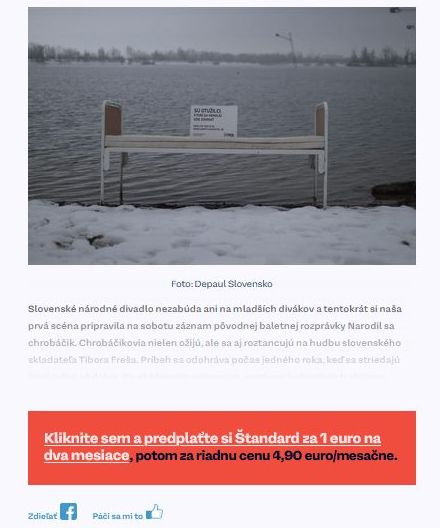 SÚ OTUŽILCI,
Foto: Depaul Slovensko
Slovenské národné divadlo nezabúda ani na mladších divákov a tentokrát si naša
prvá scéna pripravila na sobotu záznam pôvodnej baletnej rozprávky Narodil sa
chrobáčik. Chrobáčikovia nielen ožijú, ale sa aj roztancujú na hudbu slovenského
skladateľa Tibora Freša. Príbeh sa odohráva počas jedného roka, keď sa striedajú
Kliknite sem a predplaťte si Štandard za 1 euro na
dva mesiace, potom za riadnu cenu 4,90 euro/mesačne.
Zdieľať
Páči sa mi to